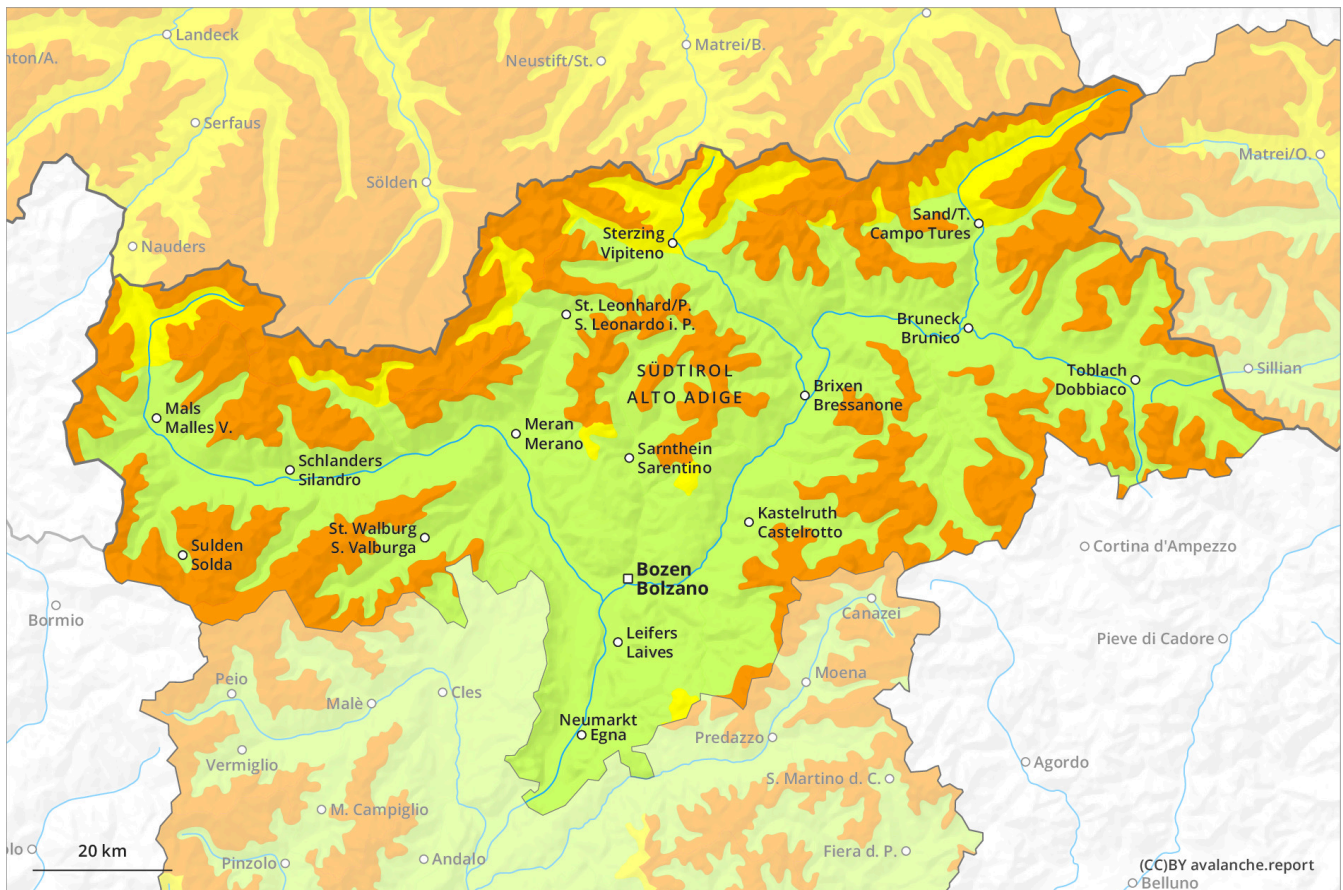 Landeck
nton/A.
Neustift/St.
Matrei/B.
Serfaus
Matrei/O.
Sölden
Sand/T.
Campo Tures
Nauders
Sterzing
Vipiteno
St. Leonhard/P.
S. Leonardo i. P.
Bruneck
Brunico
SÜDTIROL
ALTO ADIGE
Toblach
Dobbiaco
Sillian
Brixen
Bressanone
Mals
Malles V.
Meran
Merano
Sarnthein
Sarentino
Schlanders
Silandro
Kastelruth
Castelrotto
St. Walburg
S. Valburga
Sulden
Solda
Cortina d'Ampezzo
Bozen
Bolzano
Bormio
Canazei
Leifers
Laives
Pieve di Cadore
Peio
Moena
Malè
Cles
Neumarkt
Egna
Predazzo
Vermiglio
Agordo
S. Martino d. C.
M. Campiglio
olo
20 km
Pinzolo
Andalo
Fiera d. P.
(CC)BY avalanche.report
Belluno